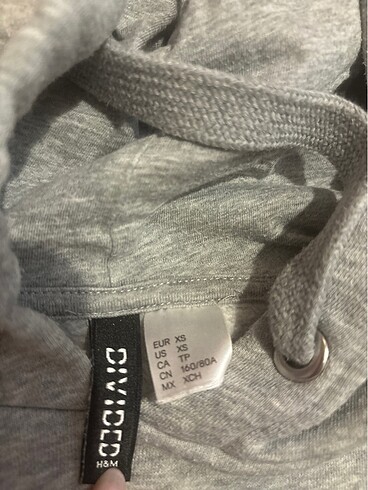 DIVIDED
H&M
EUR XS
US XS
CA TP
CN 160/80A
MX XCH